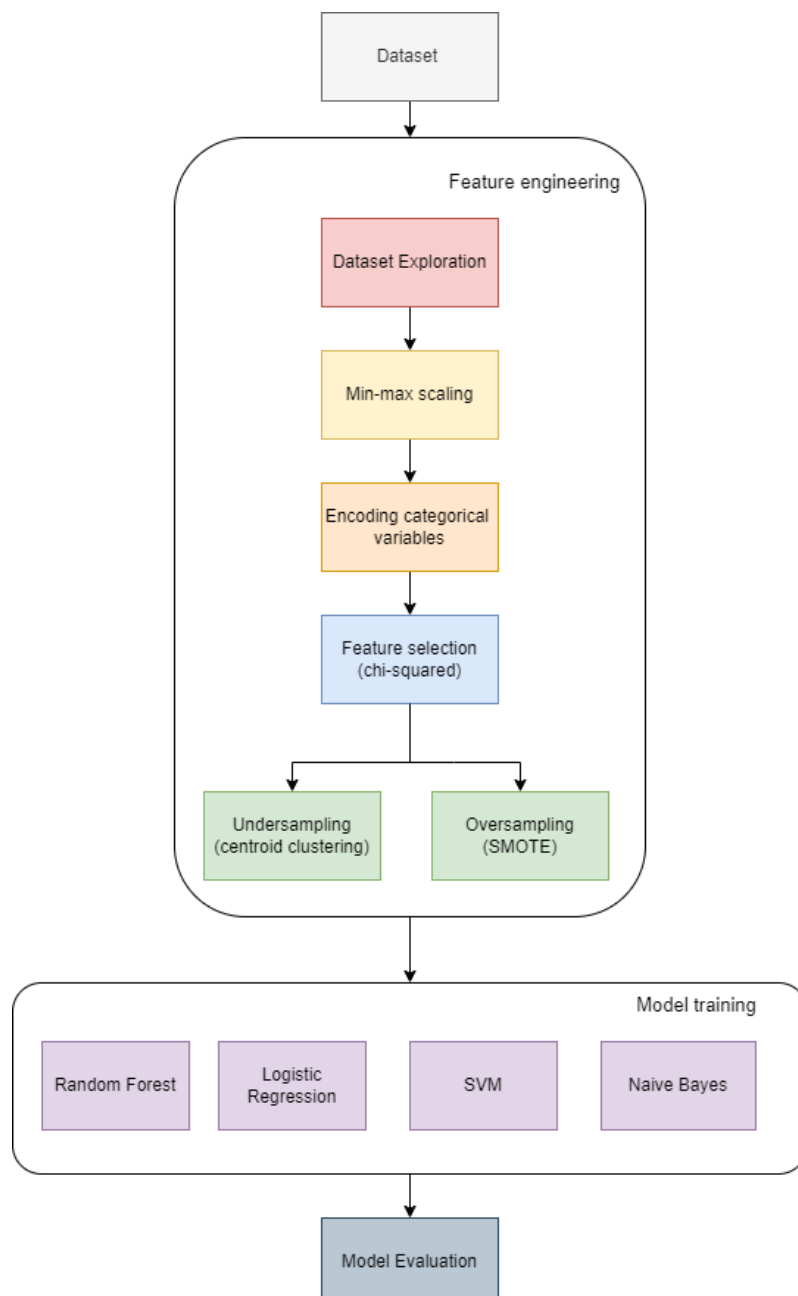 Dataset
Feature engineering
Dataset Exploration
Min-max scaling
Encoding categorical
variables
Feature selection
(chi-squared)
Undersampling
(centroid clustering)
Oversampling
(SMOTE)
Model training
Random Forest
Logistic
Regression
SVM
Naive Bayes
Model Evaluation